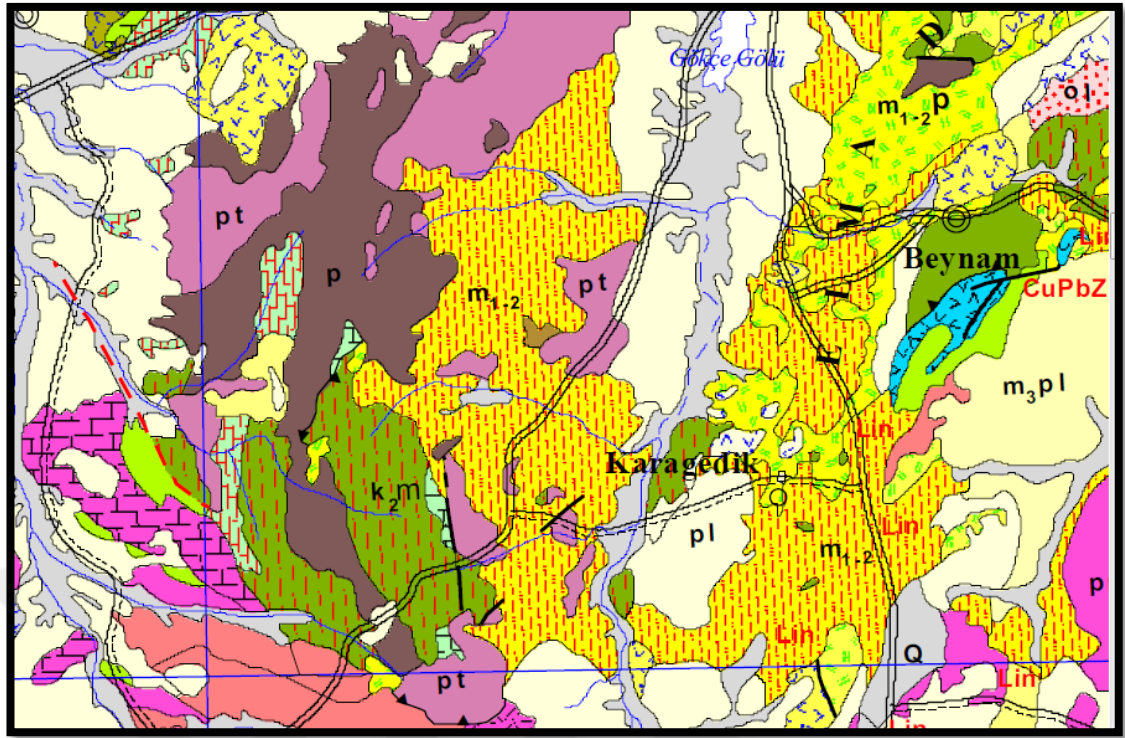 Gökçe Gölü
D
m1-2p
ol
A
M
pt
Beynam
Lin
p
m1-2
pt
CuPbZ
L
E
m3pl
Lin
Karagedik
k2m
Lin
pl
m1-2
p
Lin
Q
pt
Lin
Lin